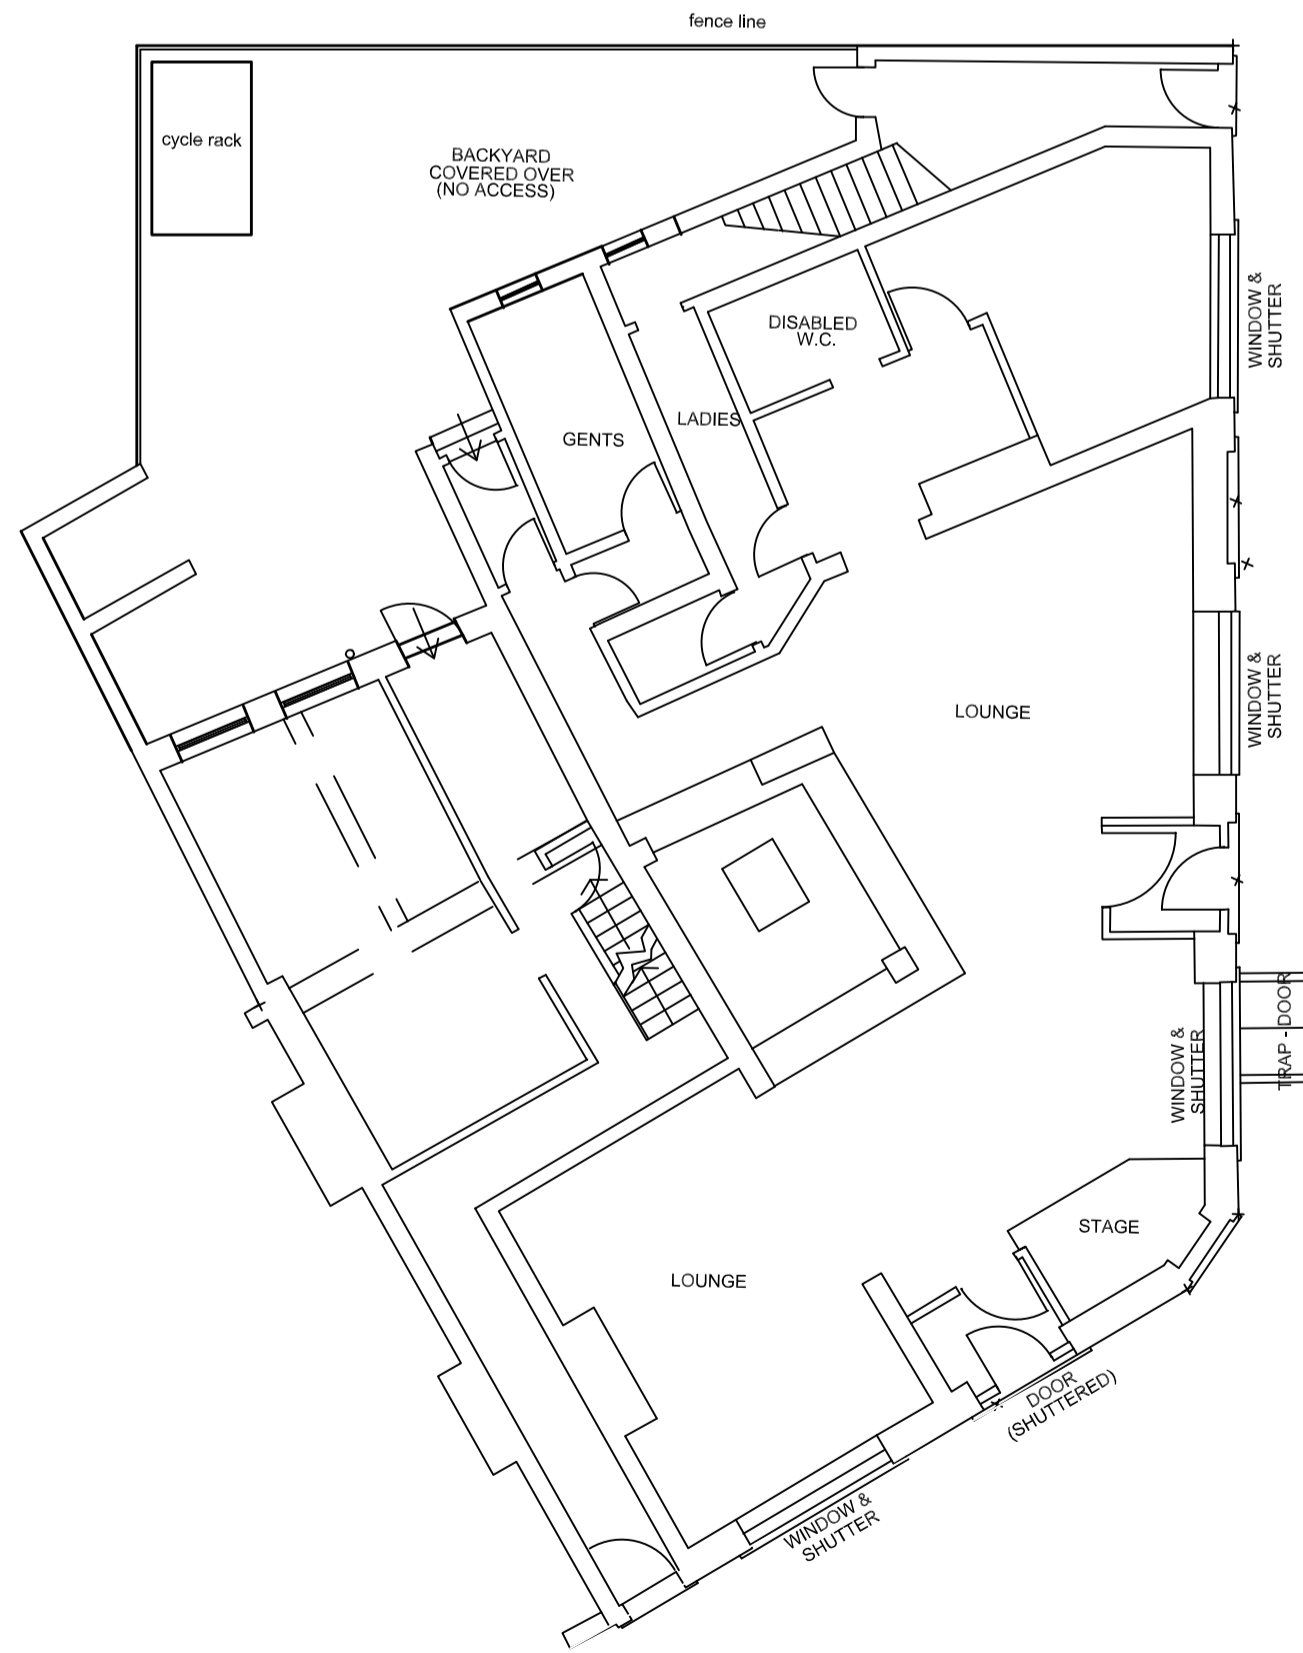 fence line
cycle rack
BACKYARD
COVERED OVER
(NO ACCESS)
WINDOW &
SHUTTER
DISABLED
W.C.
LADIES
GENTS
LOUNGE
WINDOW &
SHUTTER
TRAP - DOOR
WINDOW &
SHUTTER
STAGE
LOUNGE
DOOR
(SHUTTERED)
WINDOW &
SHUTTER